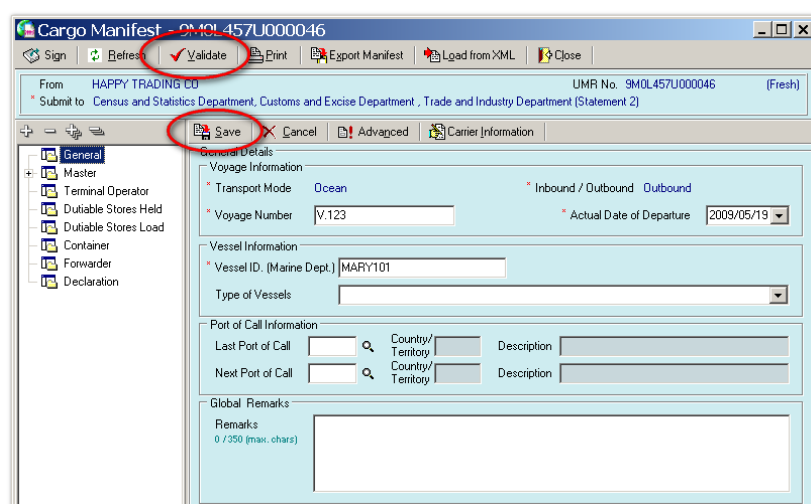 Cargo Manifest - 9M0L457U000046
Sign Refresh Validate Print Export Manifest Load from XML Close
From HAPPY TRADING CO UMR No. 9M0L457U000046 (Fresh)
* Submit to Census and Statistics Department, Customs and Excise Department , Trade and Industry Department (Statement 2)
Save Cancel Advanced Carrier Information
General
Master
Terminal Operator
Dutiable Stores Held
Dutiable Stores Load
Container
Forwarder
Declaration
General Details
Voyage Information
* Transport Mode Ocean * Inbound / Outbound Outbound
* Voyage Number V.123 * Actual Date of Departure 2009/05/19
Vessel Information
* Vessel ID. (Marine Dept.) MARY101
Type of Vessels
Port of Call Information
Last Port of Call Country/ Territory Description
Next Port of Call Country/ Territory Description
Global Remarks
Remarks
0 / 350 (max. chars)